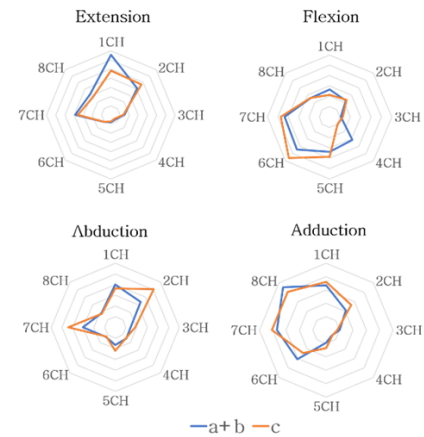 Extension
1CH
2CH
3CH
4CH
5CH
6CH
7CH
8CH
Flexion
1CH
2CH
3CH
4CH
5CH
6CH
7CH
8CH
Abduction
1CH
2CH
3CH
4CH
5CH
6CH
7CH
8CH
Adduction
1CH
2CH
3CH
4CH
5CH
6CH
7CH
8CH
a+b c